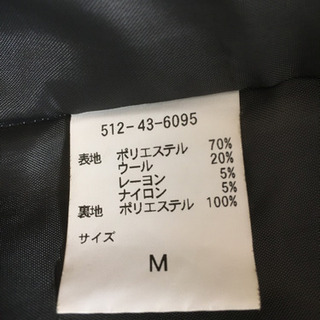 512-43-6095
表地 ポリエステル 70%
ウール 20%
レーヨン 5%
ナイロン 5%
裏地 ポリエステル 100%
サイズ
M